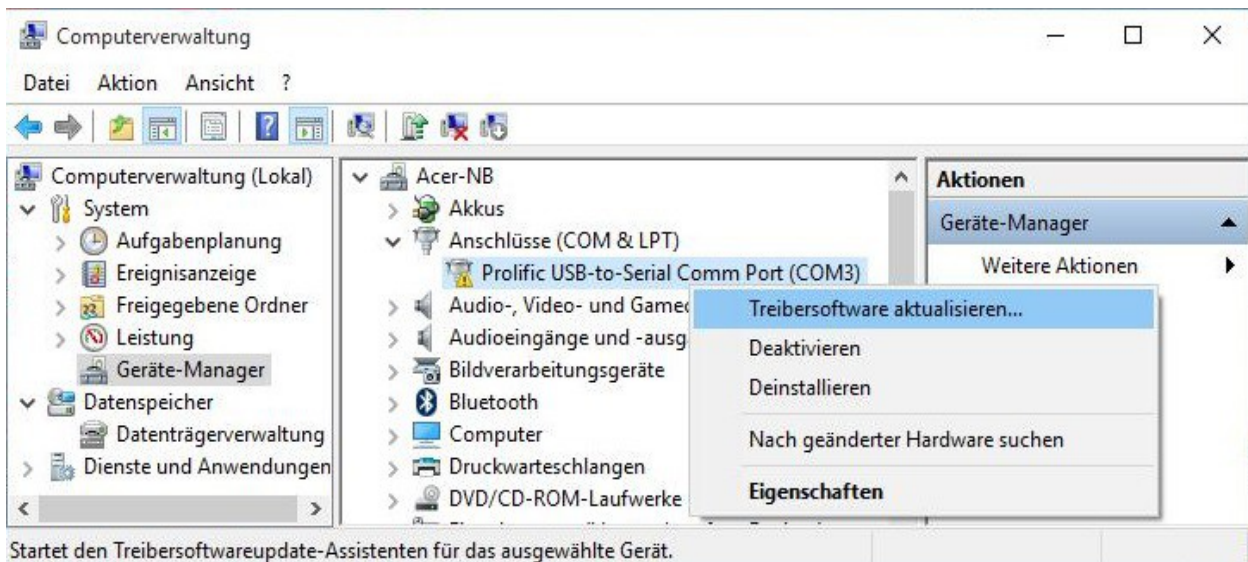 Computerverwaltung
Datei Aktion Ansicht ?
Computerverwaltung (Lokal)
System
Aufgabenplanung
Ereignisanzeige
Freigegebene Ordner
Leistung
Geräte-Manager
Datenspeicher
Datenträgerverwaltung
Dienste und Anwendungen
Acer-NB
Akkus
Anschlüsse (COM & LPT)
Prolific USB-to-Serial Comm Port (COM3)
Audio-, Video- und Gamec
Audioeingänge und -ausg
Bildverarbeitungsgeräte
Bluetooth
Computer
Druckwarteschlangen
DVD/CD-ROM-Laufwerke
Treibersoftware aktualisieren...
Deaktivieren
Deinstallieren
Nach geänderter Hardware suchen
Eigenschaften
Aktionen
Geräte-Manager
Weitere Aktionen
Startet den Treibersoftwareupdate-Assistenten für das ausgewählte Gerät.